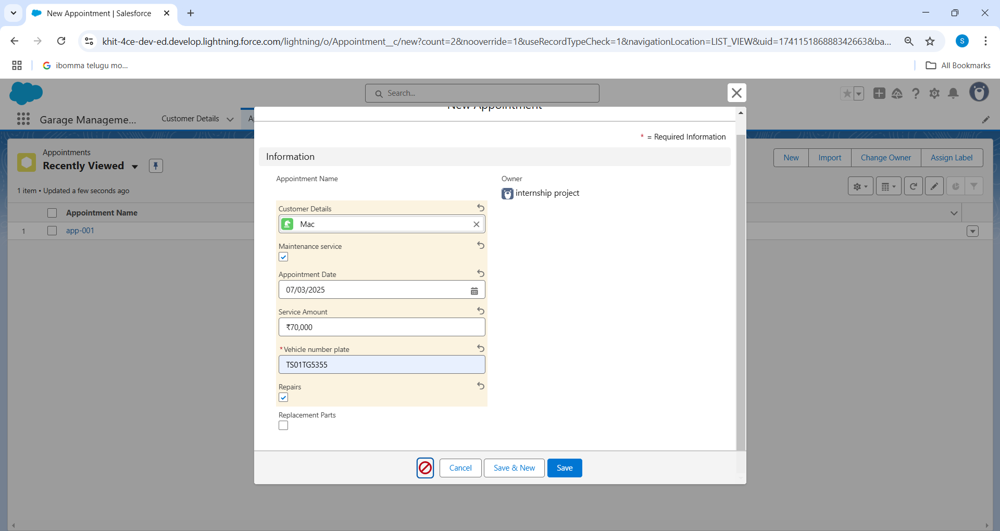 New Appointment | Salesforce
khit-4ce-dev-ed.develop.lightning.force.com/lightning/o/Appointment__c/new?count=2&nooverride=1&useRecordTypeCheck=1&navigationLocation=LIST_VIEW&uid=174115186888342663&ba...
S
ibomma telugu mo...
All Bookmarks
Search...
Garage Manageme...
Customer Details
A
New Appointment
* = Required Information
Information
Appointments
Recently Viewed
1 item • Updated a few seconds ago
New
Import
Change Owner
Assign Label
Appointment Name
1
app-001
Appointment Name
Owner
internship project
Customer Details
Mac
Maintenance service
Appointment Date
07/03/2025
Service Amount
₹70,000
*Vehicle number plate
TS01TG5355
Repairs
Replacement Parts
Cancel
Save & New
Save